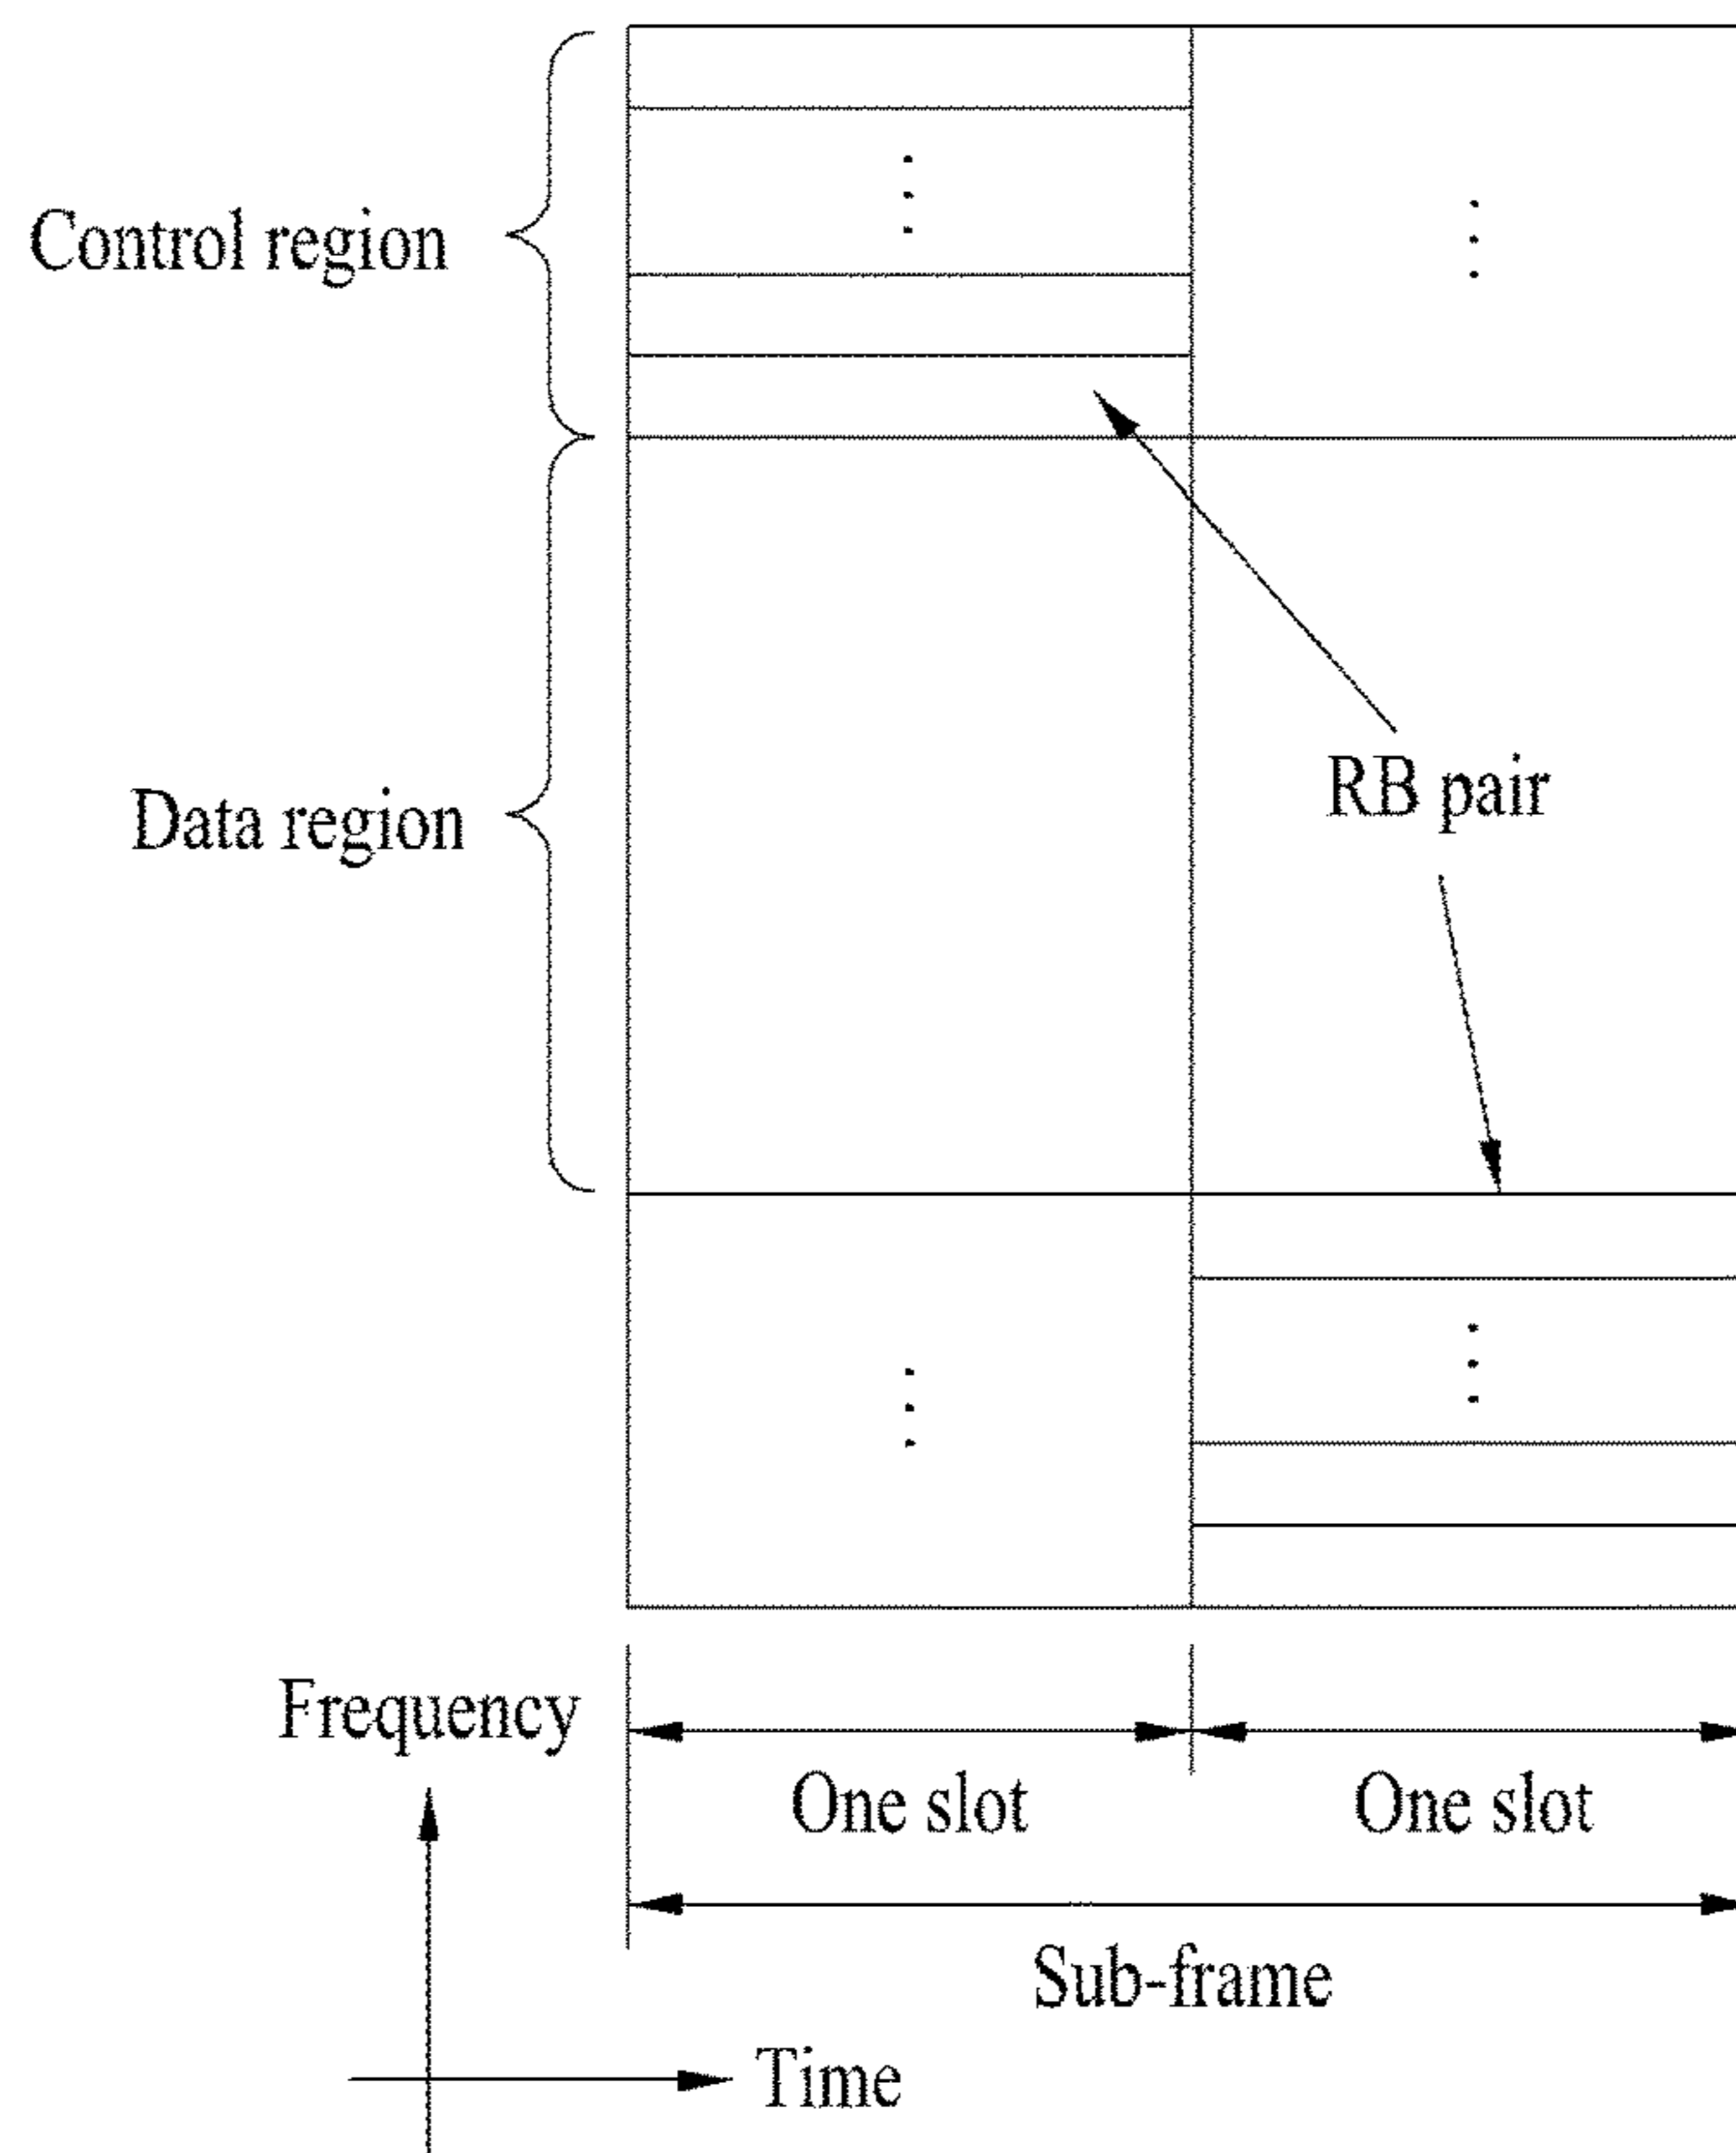 Control region
RB pair
Data region
Frequency
One slot
One slot
Sub-frame
Time